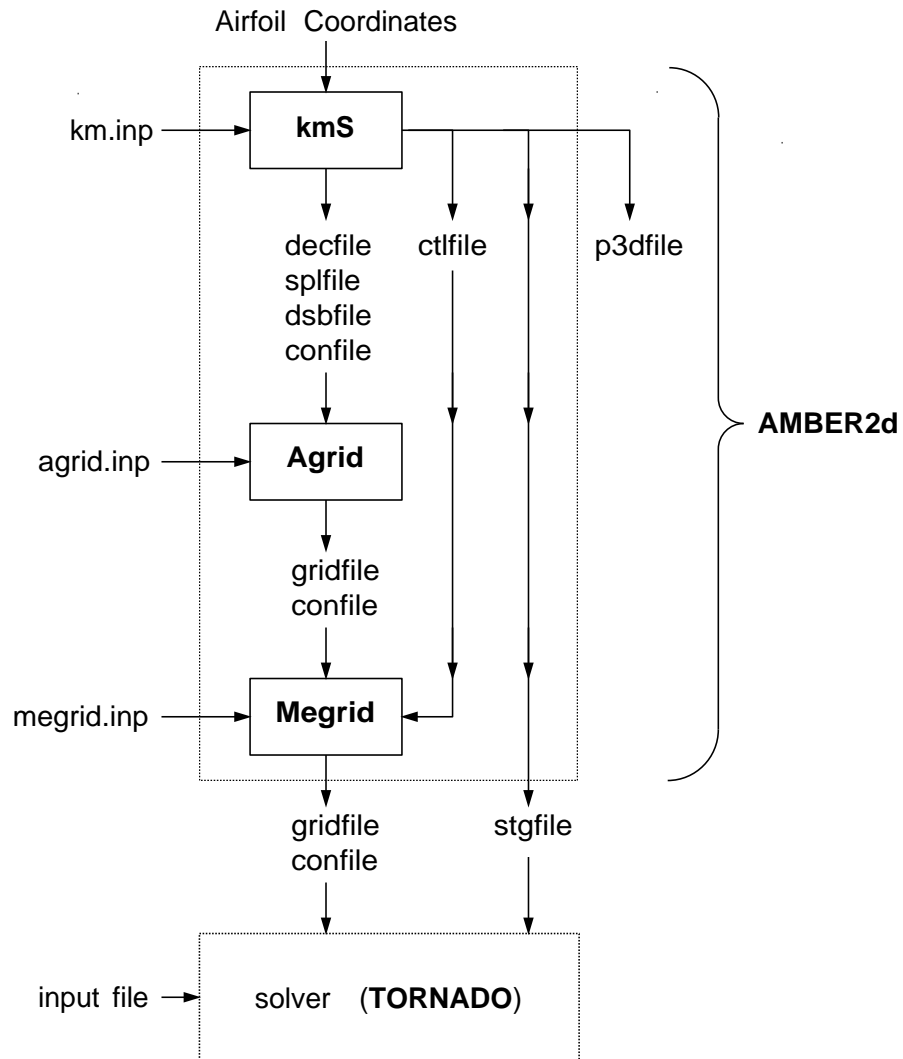 Airfoil Coordinates
km.inp
kmS
decfile
splfile
dsbfile
confile
ctlfile
p3dfile
AMBER2d
agrid.inp
Agrid
gridfile
confile
megrid.inp
Megrid
gridfile
confile
stgfile
input file
solver (TORNADO)